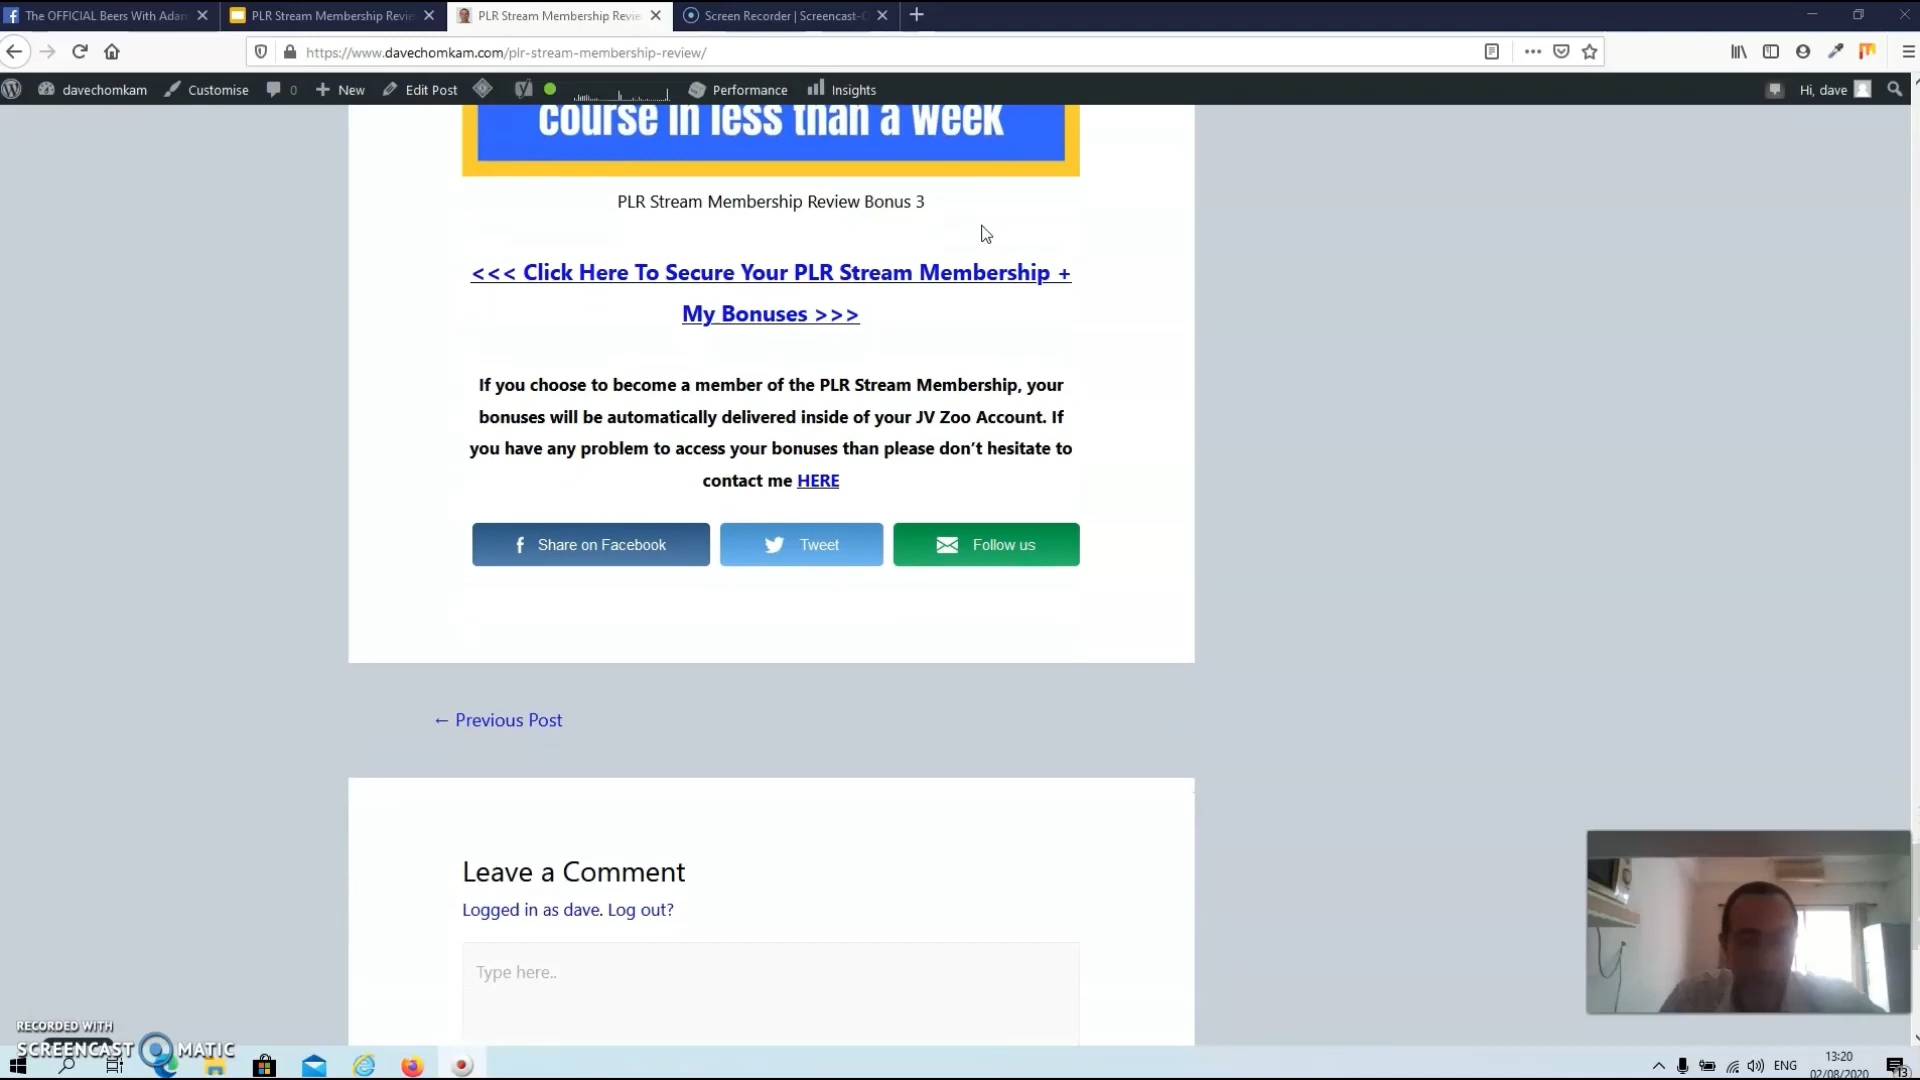 The OFFICIAL Beers With Adam
PLR Stream Membership Revie
PLR Stream Membership Revie
Screen Recorder | Screencast-O
https://www.davechomkam.com/plr-stream-membership-review/
davechomkam
Customise
0
New
Edit Post
Performance
Insights
Hi, dave
course in less than a week
PLR Stream Membership Review Bonus 3
<<< Click Here To Secure Your PLR Stream Membership +
My Bonuses >>>
If you choose to become a member of the PLR Stream Membership, your
bonuses will be automatically delivered inside of your JV Zoo Account. If
you have any problem to access your bonuses than please don’t hesitate to
contact me HERE
Share on Facebook
Tweet
Follow us
← Previous Post
Leave a Comment
Logged in as dave. Log out?
Type here..
RECORDED WITH
SCREENCAST MATIC
ENG
13:20
02/08/2020
13